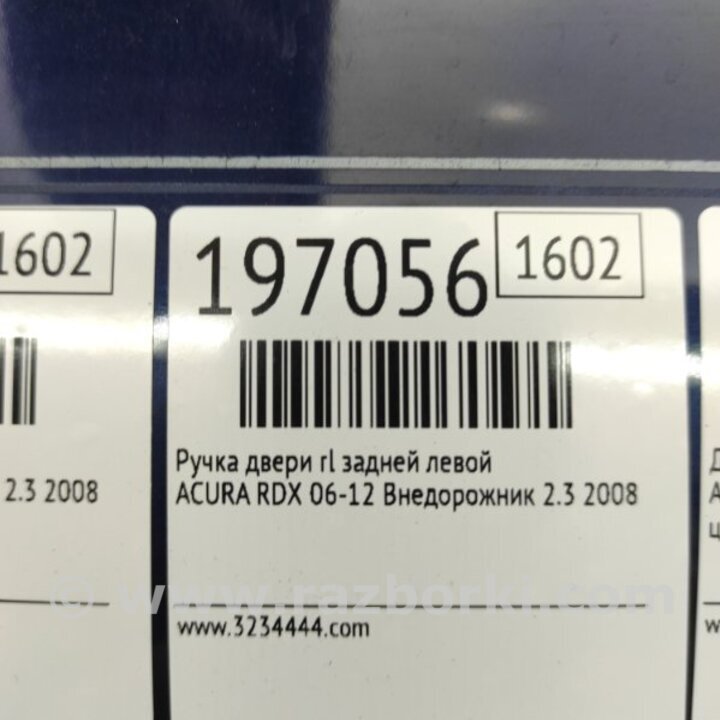 1602
2.3 2008
197056
1602
Ручка двери rl задней левой
ACURA RDX 06-12 Внедорожник 2.3 2008
www.3234444.com
© www.razborki.com